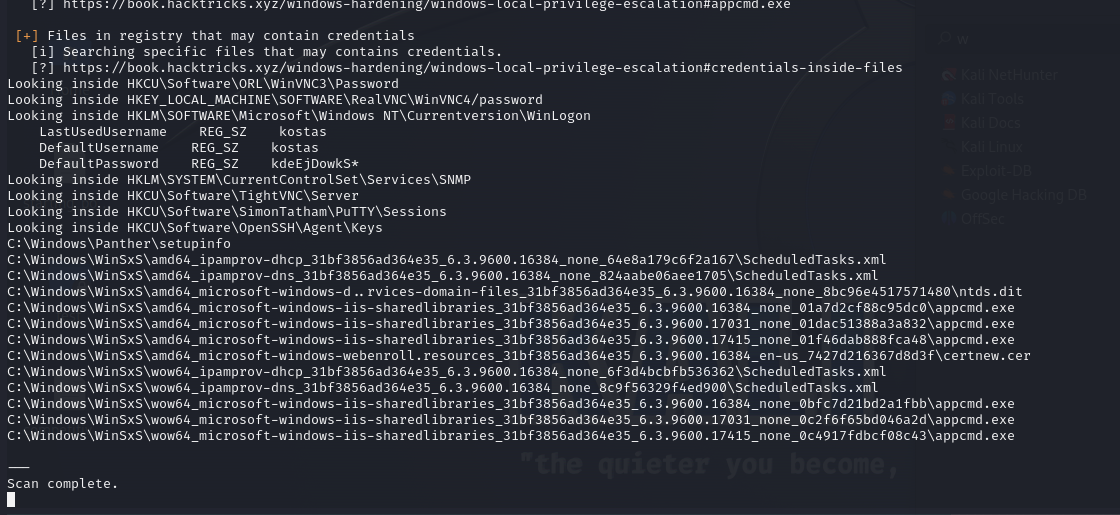 [?] https://book.hacktricks.xyz/windows-hardening/windows-local-privilege-escalation#appcmd.exe
[+] Files in registry that may contain credentials
[i] Searching specific files that may contains credentials.
[?] https://book.hacktricks.xyz/windows-hardening/windows-local-privilege-escalation#credentials-inside-files
Looking inside HKCU\Software\ORL\WinVNC3\Password
Looking inside HKEY_LOCAL_MACHINE\SOFTWARE\RealVNC\WinVNC4/password
Looking inside HKLM\SOFTWARE\Microsoft\Windows NT\Currentversion\WinLogon
LastUsedUsername    REG_SZ    kostas
DefaultUsername    REG_SZ    kostas
DefaultPassword    REG_SZ    kdeEjDowkS*
Looking inside HKLM\SYSTEM\CurrentControlSet\Services\SNMP
Looking inside HKCU\Software\TightVNC\Server
Looking inside HKCU\Software\SimonTatham\PuTTY\Sessions
Looking inside HKCU\Software\OpenSSH\Agent\Keys
C:\Windows\Panther\setupinfo
C:\Windows\WinSxS\amd64_ipamprov-dhcp_31bf3856ad364e35_6.3.9600.16384_none_64e8a179c6f2a167\ScheduledTasks.xml
C:\Windows\WinSxS\amd64_ipamprov-dns_31bf3856ad364e35_6.3.9600.16384_none_824aabe06aee1705\ScheduledTasks.xml
C:\Windows\WinSxS\amd64_microsoft-windows-d..rvices-domain-files_31bf3856ad364e35_6.3.9600.16384_none_8bc96e4517571480\ntds.dit
C:\Windows\WinSxS\amd64_microsoft-windows-iis-sharedlibraries_31bf3856ad364e35_6.3.9600.16384_none_01a7d2cf88c95dc0\appcmd.exe
C:\Windows\WinSxS\amd64_microsoft-windows-iis-sharedlibraries_31bf3856ad364e35_6.3.9600.17031_none_01dac51388a3a832\appcmd.exe
C:\Windows\WinSxS\amd64_microsoft-windows-iis-sharedlibraries_31bf3856ad364e35_6.3.9600.17415_none_01f46dab888fca48\appcmd.exe
C:\Windows\WinSxS\amd64_microsoft-windows-webenroll.resources_31bf3856ad364e35_6.3.9600.16384_en-us_7427d216367d8d3f\certnew.cer
C:\Windows\WinSxS\wow64_ipamprov-dhcp_31bf3856ad364e35_6.3.9600.16384_none_6f3d4bcbfb536362\ScheduledTasks.xml
C:\Windows\WinSxS\wow64_ipamprov-dns_31bf3856ad364e35_6.3.9600.16384_none_8c9f56329f4ed900\ScheduledTasks.xml
C:\Windows\WinSxS\wow64_microsoft-windows-iis-sharedlibraries_31bf3856ad364e35_6.3.9600.16384_none_0bfc7d21bd2a1fbb\appcmd.exe
C:\Windows\WinSxS\wow64_microsoft-windows-iis-sharedlibraries_31bf3856ad364e35_6.3.9600.17031_none_0c2f6f65bd046a2d\appcmd.exe
C:\Windows\WinSxS\wow64_microsoft-windows-iis-sharedlibraries_31bf3856ad364e35_6.3.9600.17415_none_0c4917fdbcf08c43\appcmd.exe
---
Scan complete.
w
Kali NetHunter
Kali Tools
Kali Docs
Kali Linux
Exploit-DB
Google Hacking DB
OffSec
"the quieter you become,